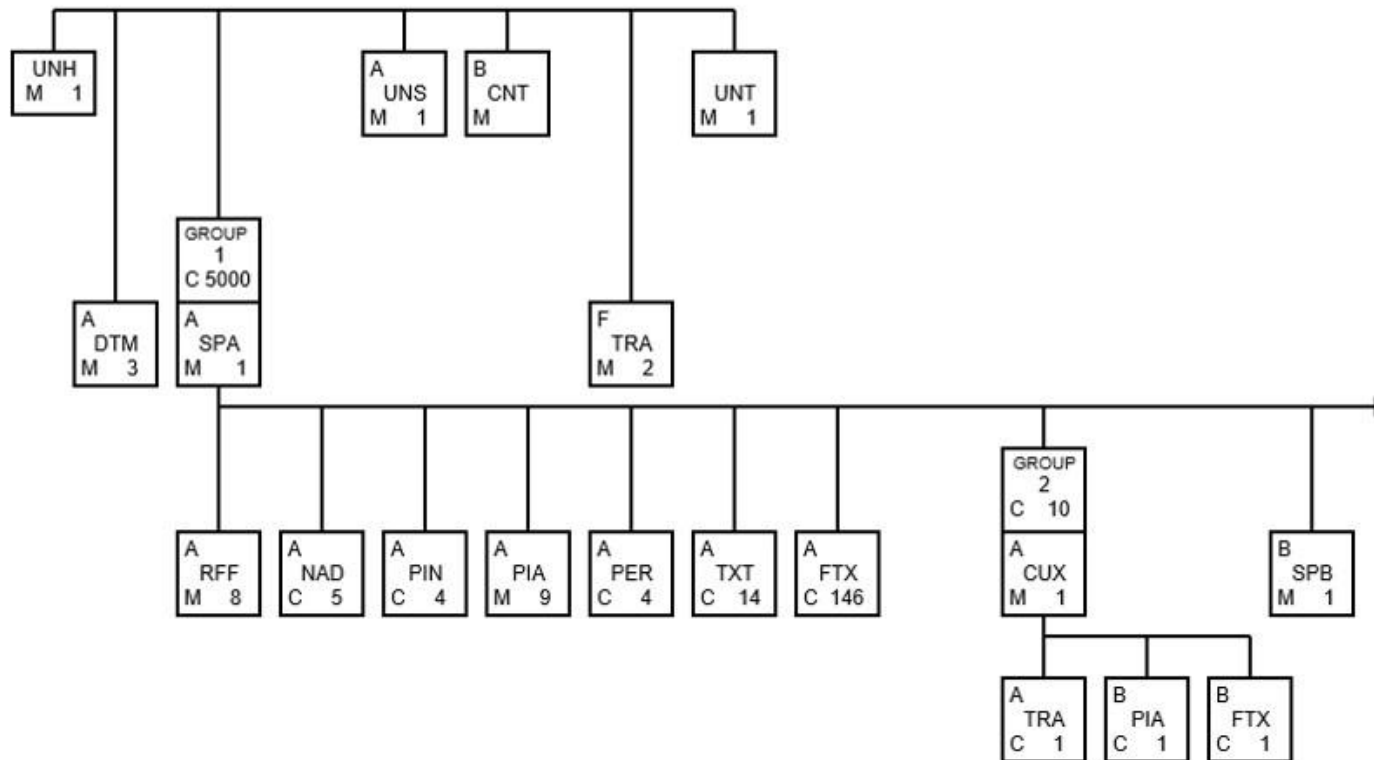 UNH
M 1
A
UNS
M 1
B
CNT
M
UNT
M 1
GROUP
1
C 5000
A
DTM
M 3
A
SPA
M 1
F
TRA
M 2
GROUP
2
C 10
A
RFF
M 8
A
NAD
C 5
A
PIN
C 4
A
PIA
M 9
A
PER
C 4
A
TXT
C 14
A
FTX
C 146
A
CUX
M 1
B
SPB
M 1
A
TRA
C 1
B
PIA
C 1
B
FTX
C 1